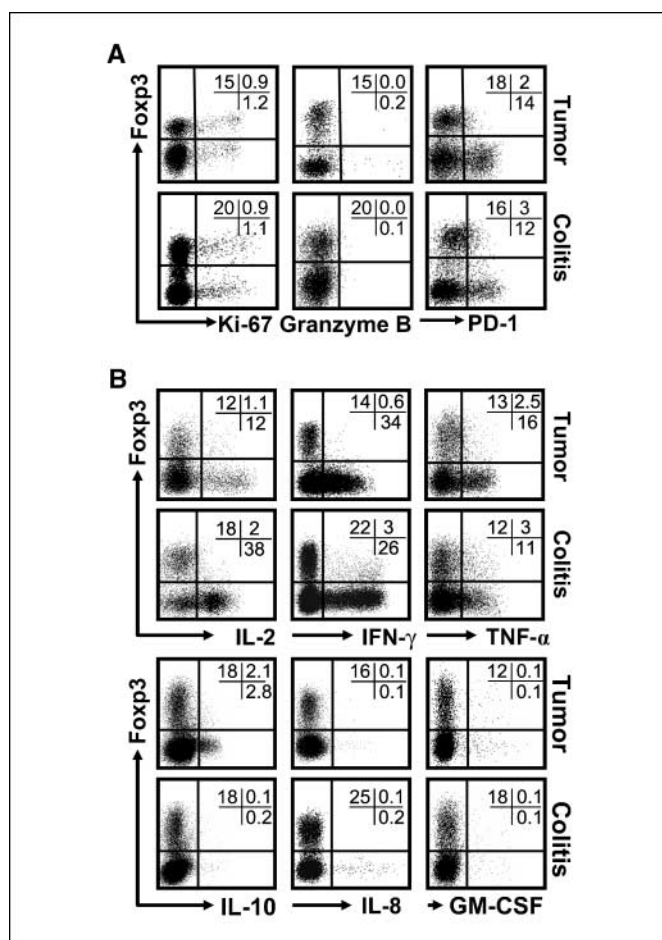 A
Foxp3
15 0.9
1.2
15 0.0
0.2
18 2
14
Tumor
20 0.9
1.1
20 0.0
0.1
16 3
12
Colitis
Ki-67 Granzyme B PD-1
B
Foxp3
12 1.1
12
14 0.6
34
13 2.5
16
Tumor
18 2
38
22 3
26
12 3
11
Colitis
IL-2 IFN-γ TNF-α
Foxp3
18 2.1
2.8
16 0.1
0.1
12 0.1
0.1
Tumor
18 0.1
0.2
25 0.1
0.2
18 0.1
0.1
Colitis
IL-10 IL-8 GM-CSF